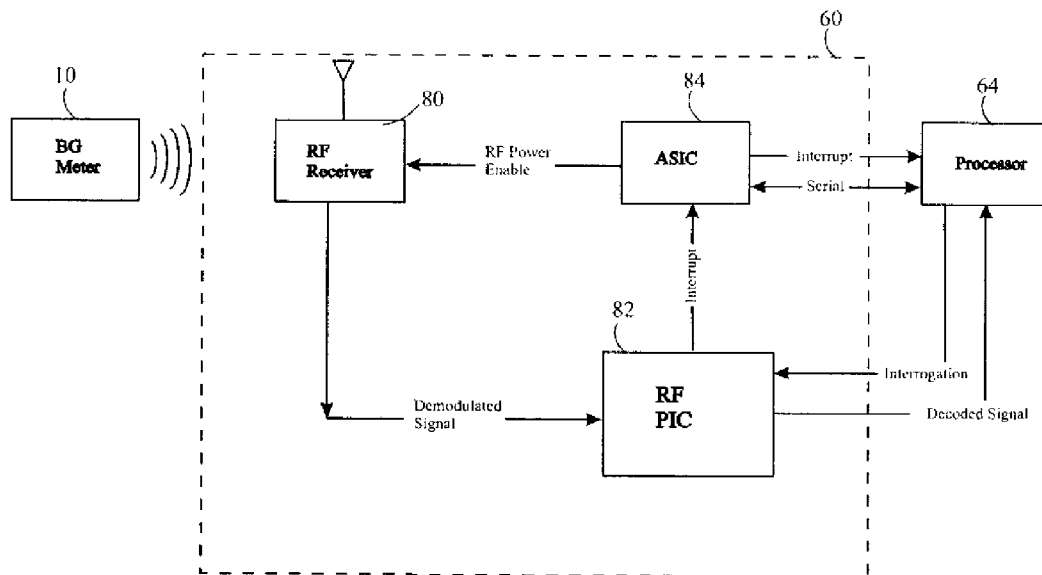 60
10
80
84
64
BG
Meter
RF
Receiver
RF Power
Enable
ASIC
Interrupt
Serial
Processor
Interrupt
82
RF
PIC
Interrogation
Demodulated
Signal
Decoded Signal